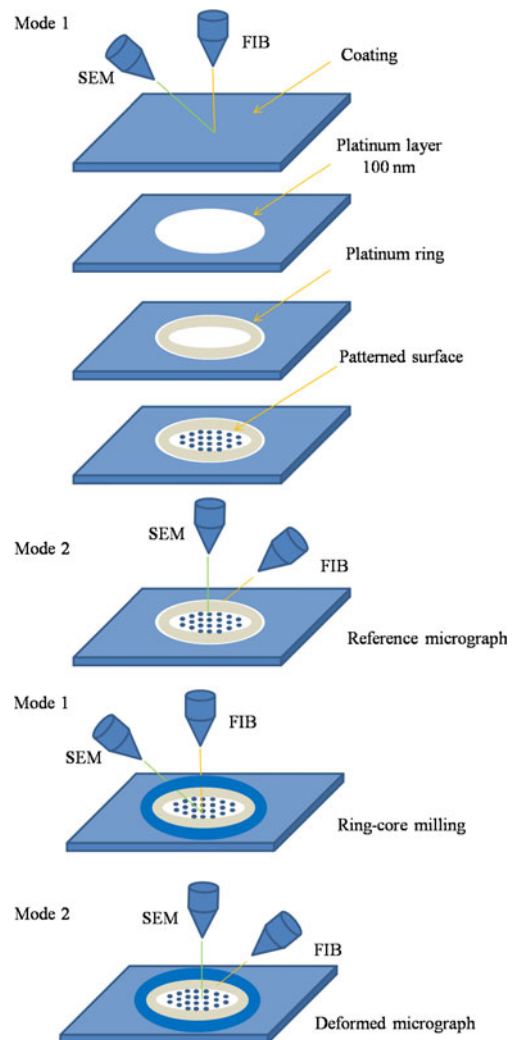 Mode 1
FIB
SEM
Coating
Platinum layer
100 nm
Platinum ring
Patterned surface
SEM
Mode 2
FIB
Reference micrograph
Mode 1
FIB
SEM
Ring-core milling
Mode 2
SEM
FIB
Deformed micrograph